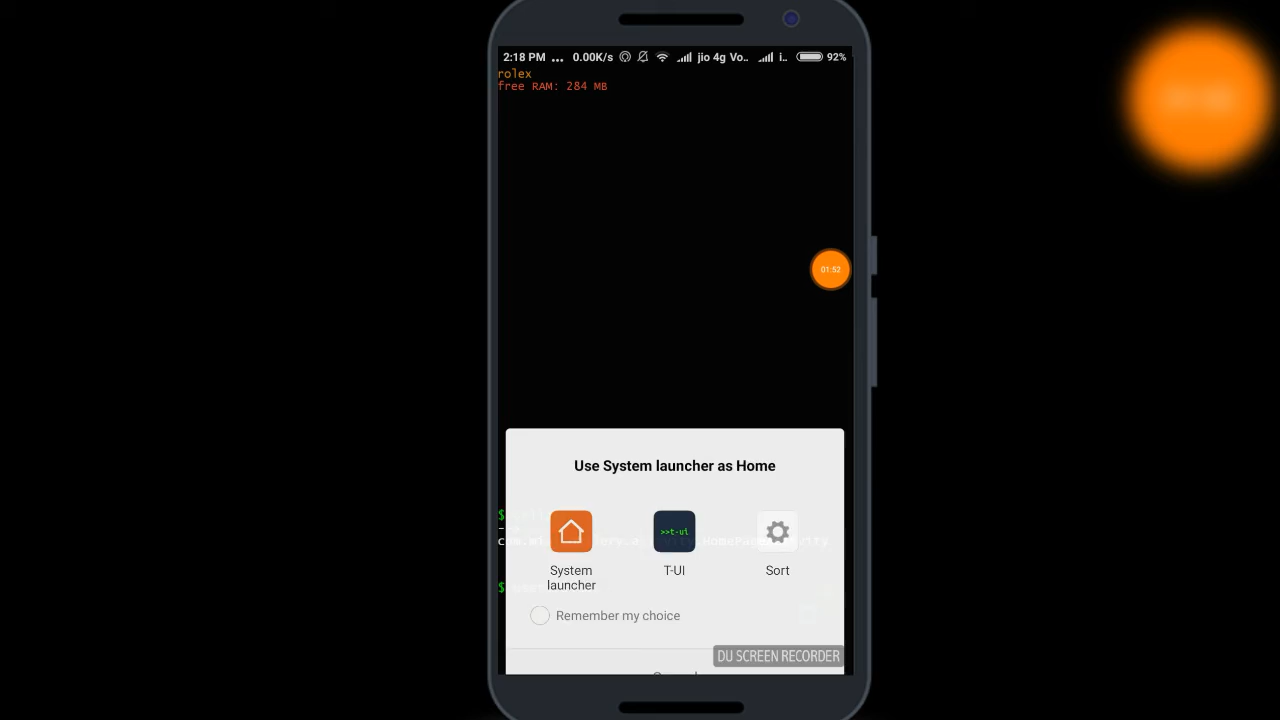 2:18 PM ... 0.00K/s jio 4g Vo.. i.. 92%
rolex
free RAM: 284 MB
01:52
Use System launcher as Home
>>t-ui
System launcher
T-UI
Sort
$
$
Remember my choice
DU SCREEN RECORDER